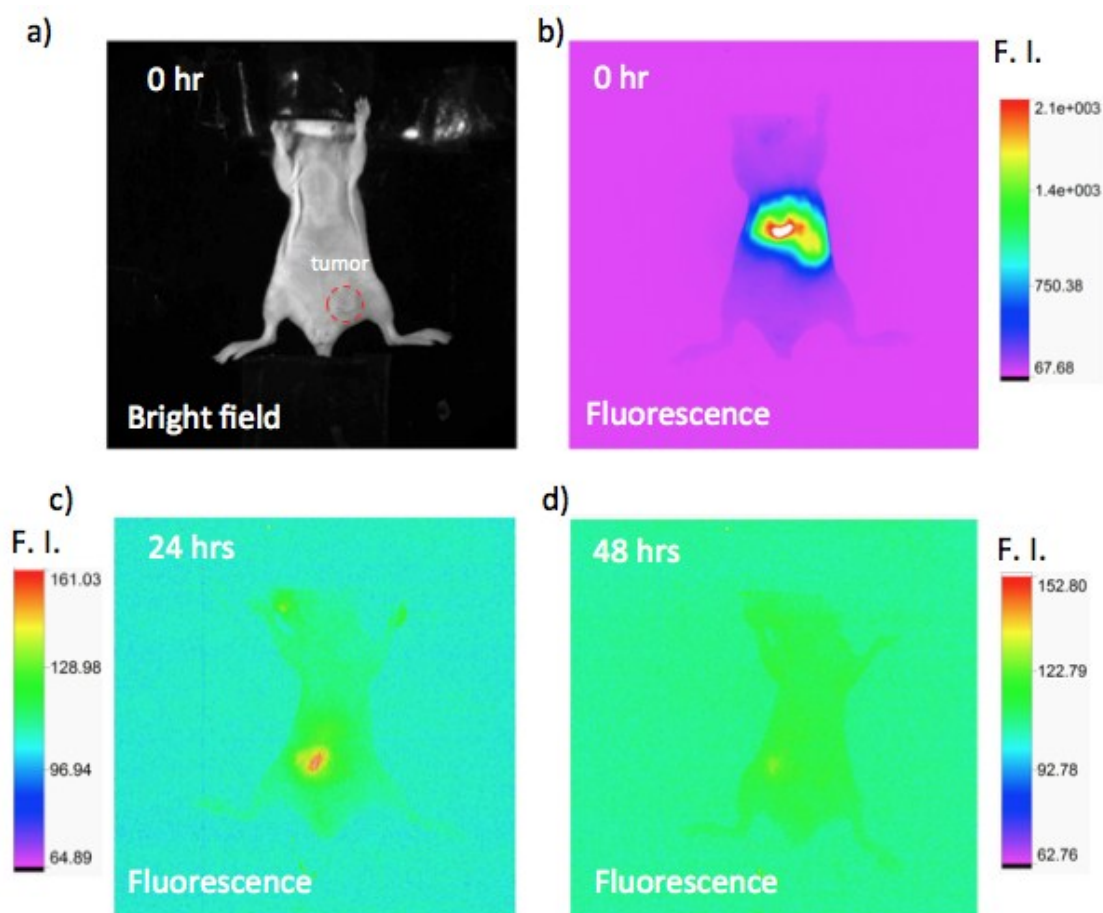 a)
0 hr
tumor
Bright field
b)
0 hr
Fluorescence
F. I.
2.1e+003
1.4e+003
750.38
67.68
c)
F. I.
161.03
128.98
96.94
64.89
24 hrs
Fluorescence
d)
48 hrs
Fluorescence
F. I.
152.80
122.79
92.78
62.76